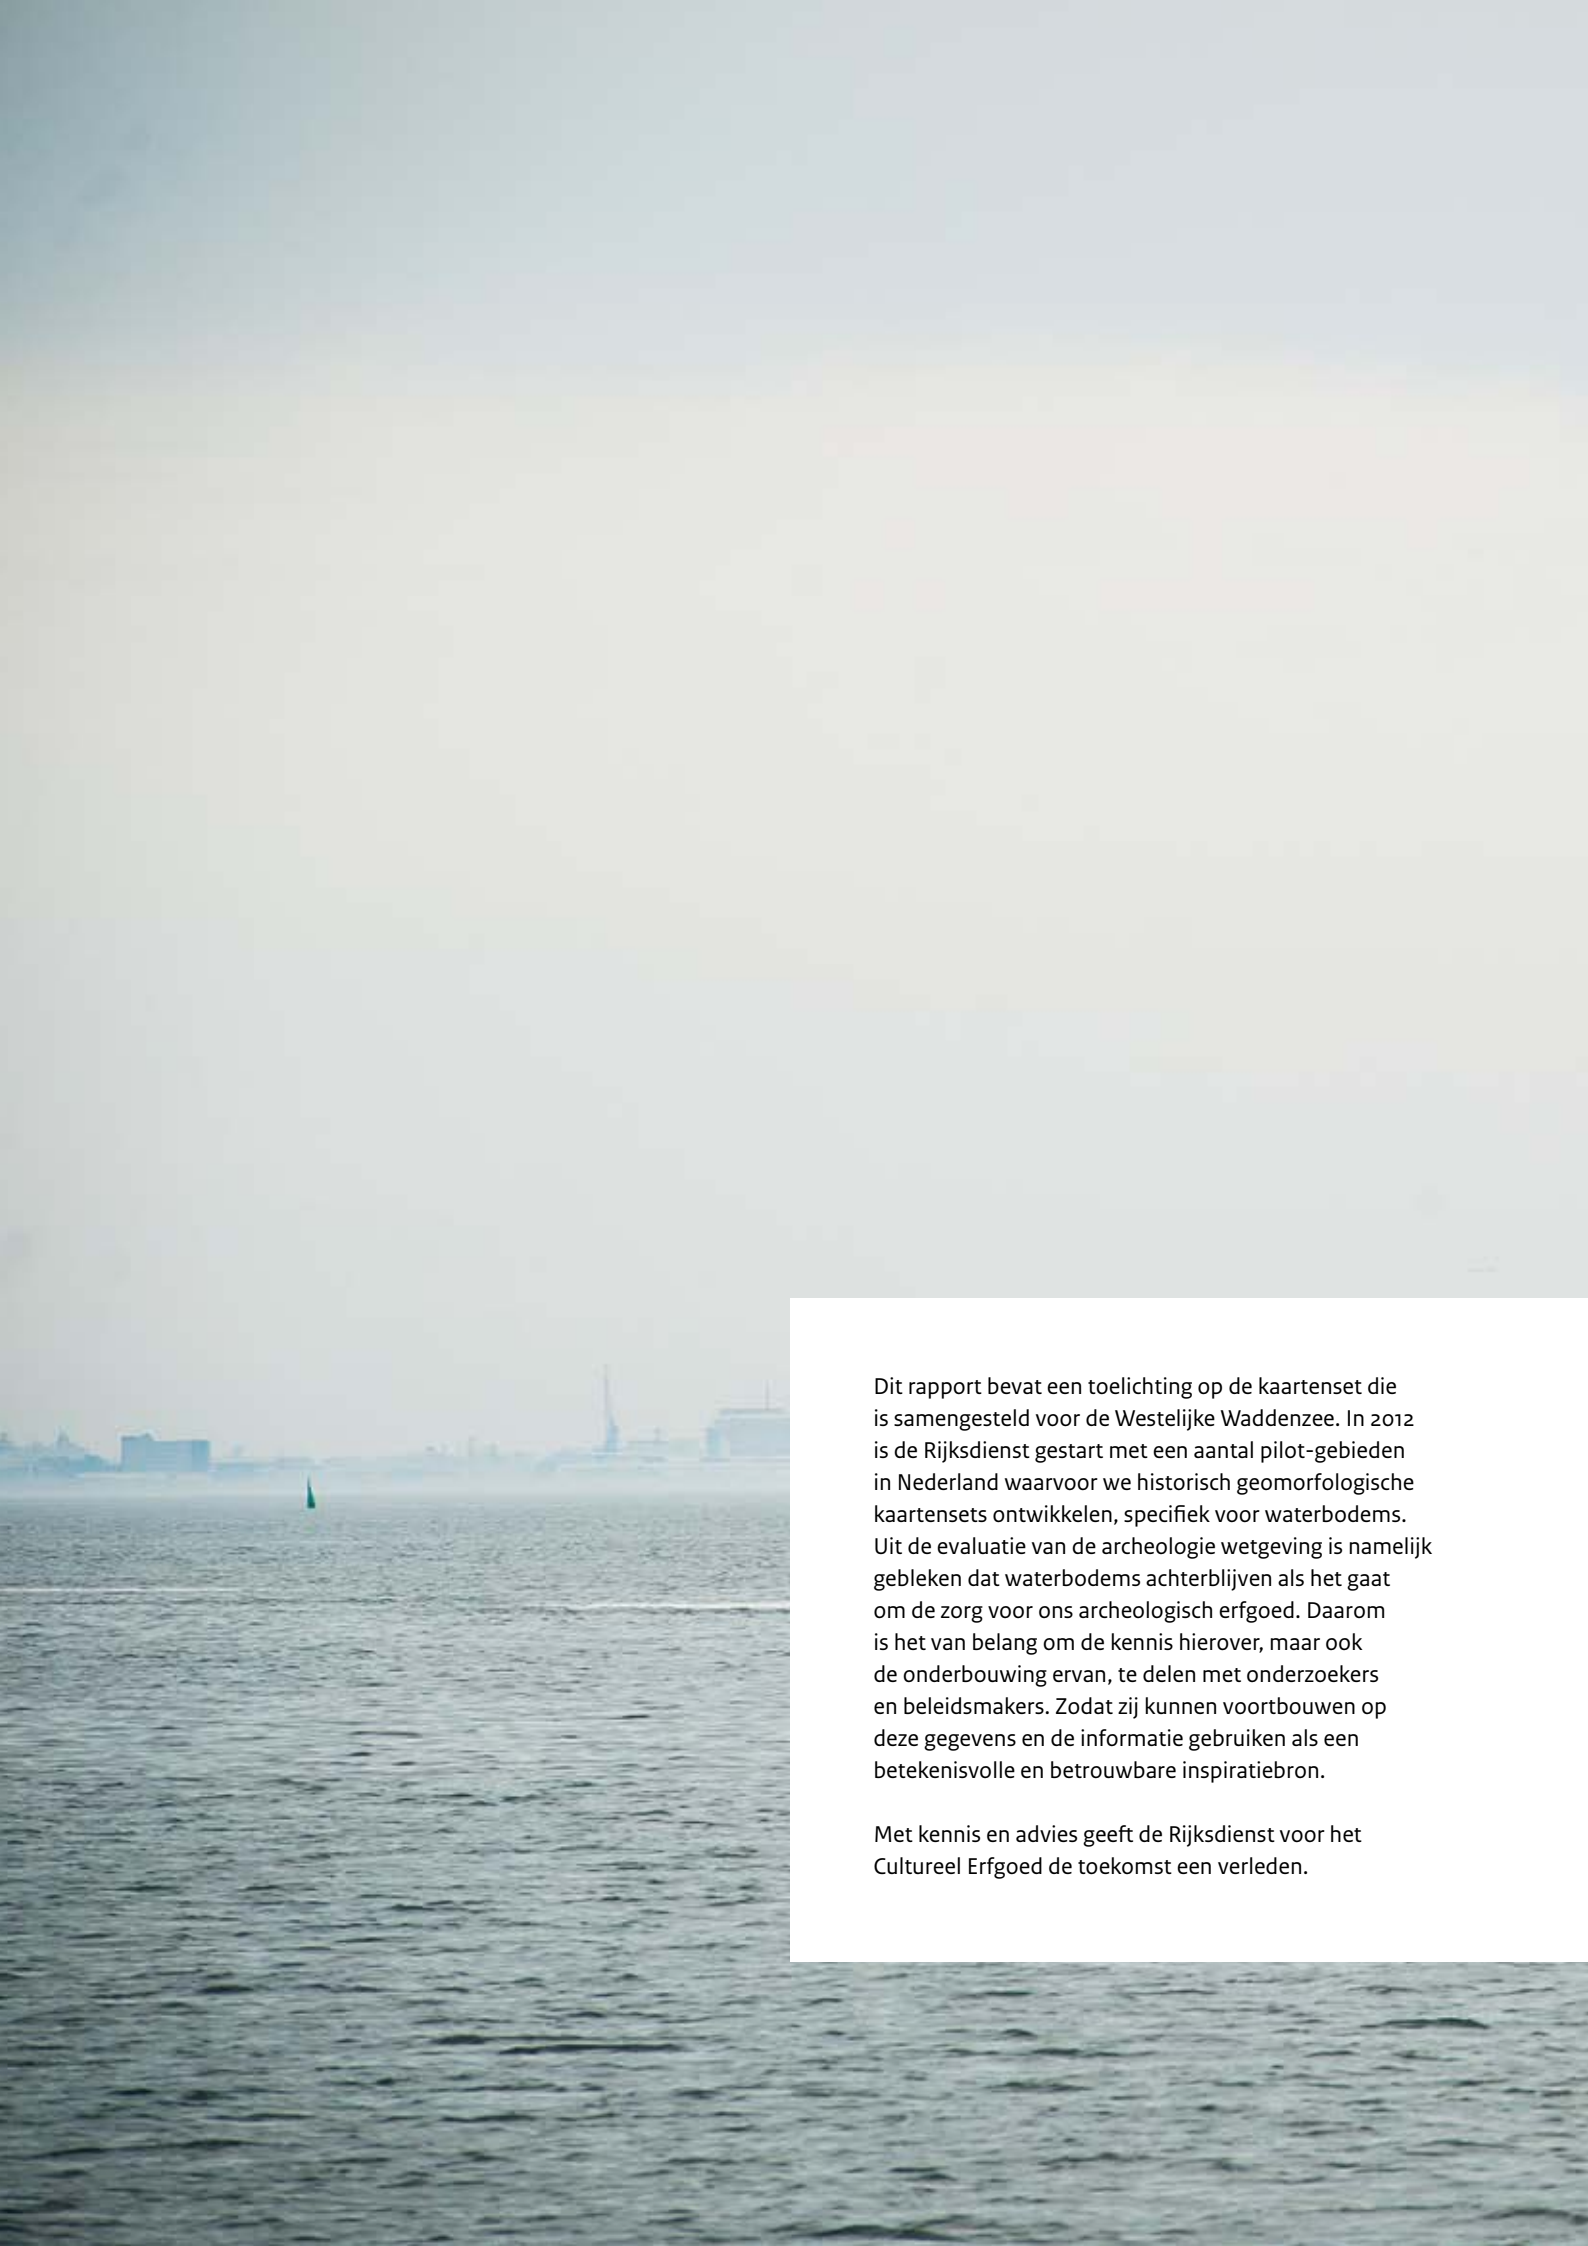 Dit rapport bevat een toelichting op de kaartenset die
is samengesteld voor de Westelijke Waddenzee. In 2012
is de Rijksdienst gestart met een aantal pilot-gebieden
in Nederland waarvoor we historisch geomorfologische
kaartensets ontwikkelen, specifiek voor waterbodems.
Uit de evaluatie van de archeologie wetgeving is namelijk
gebleken dat waterbodems achterblijven als het gaat
om de zorg voor ons archeologisch erfgoed. Daarom
is het van belang om de kennis hierover, maar ook
de onderbouwing ervan, te delen met onderzoekers
en beleidsmakers. Zodat zij kunnen voortbouwen op
deze gegevens en de informatie gebruiken als een
betekenisvolle en betrouwbare inspiratiebron.

Met kennis en advies geeft de Rijksdienst voor het
Cultureel Erfgoed de toekomst een verleden.